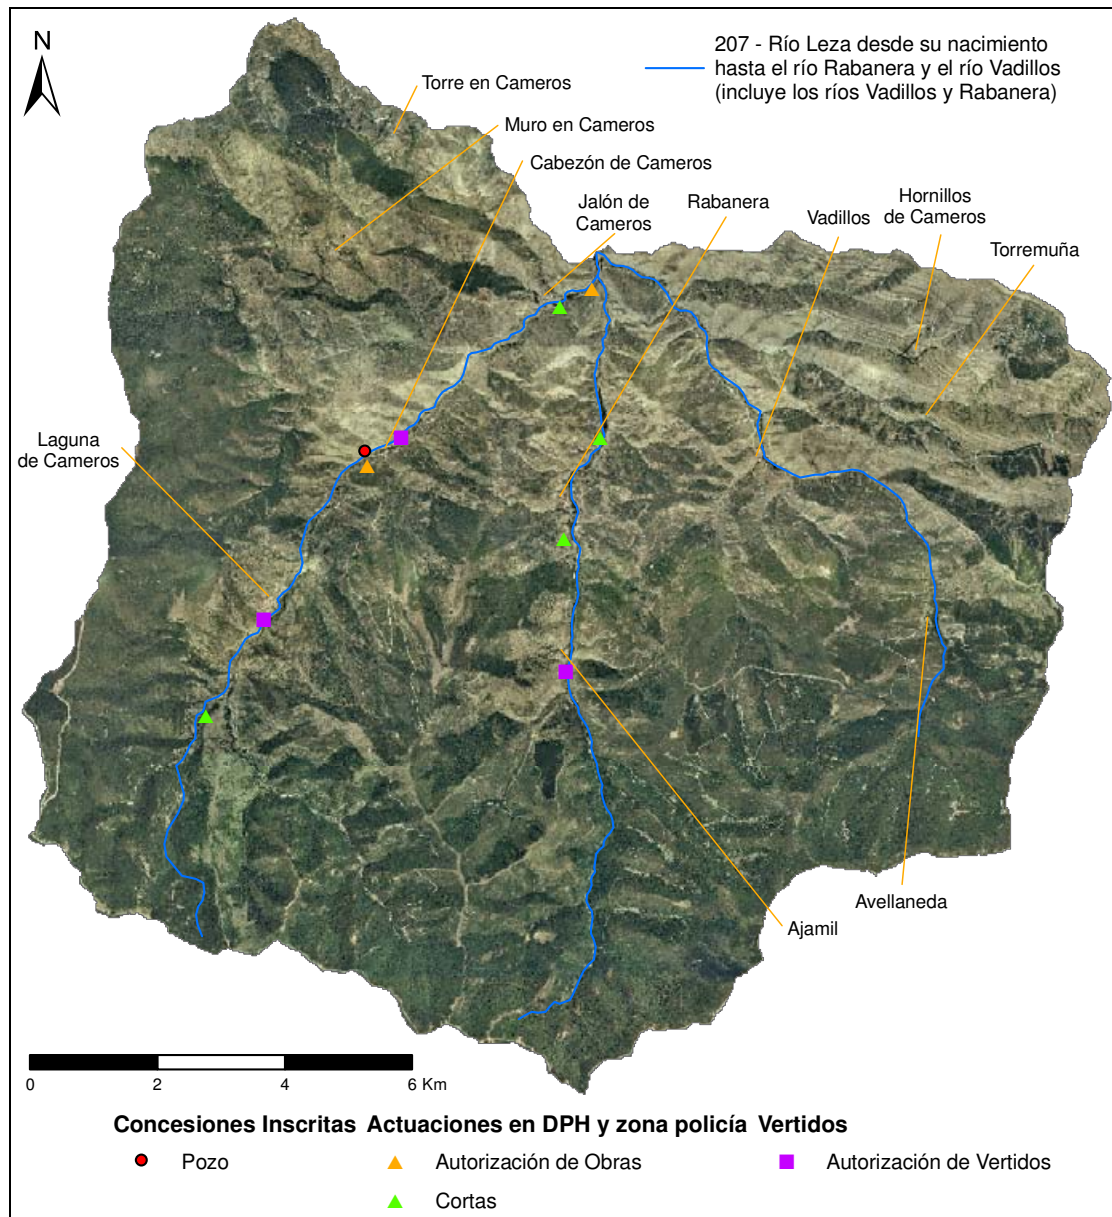 N
207 - Río Leza desde su nacimiento
hasta el río Rabanera y el río Vadillos
(incluye los ríos Vadillos y Rabanera)
Torre en Cameros
Muro en Cameros
Cabezón de Cameros
Jalón de
Cameros
Rabanera
Vadillos
Hornillos
de Cameros
Torremuña
Laguna
de Cameros
Avellaneda
Ajamil
0 2 4 6 Km
Concesiones Inscritas Actuaciones en DPH y zona policía Vertidos
Pozo Autorización de Obras Autorización de Vertidos
Cortas